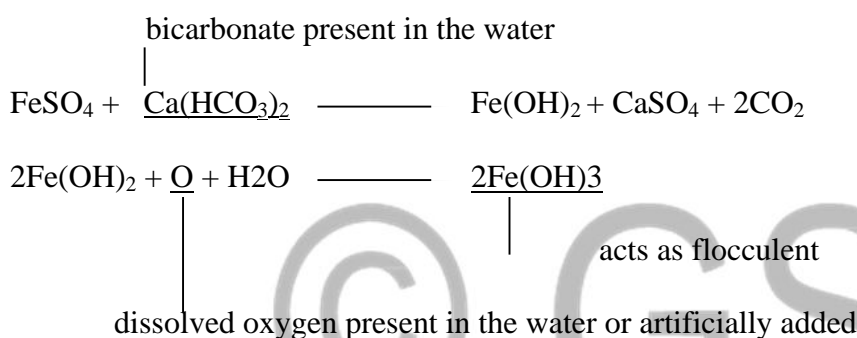 bicarbonate present in the water
FeSO₄ + Ca(HCO₃)₂ Fe(OH)₂ + CaSO₄ + 2CO₂
2Fe(OH)₂ + O + H2O 2Fe(OH)3
acts as flocculent
dissolved oxygen present in the water or artificially added
© GS